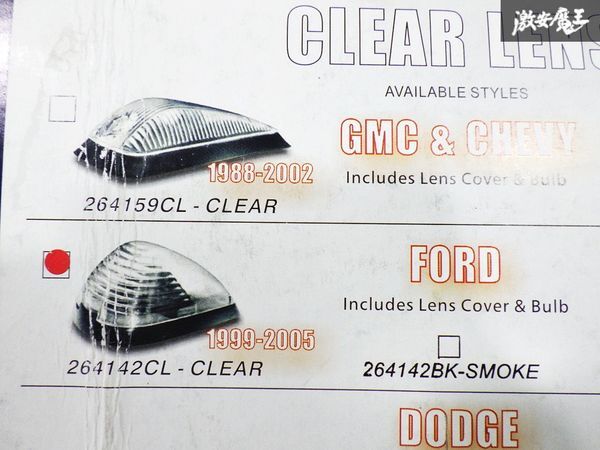 激安魔王
CLEAR LENS
AVAILABLE STYLES
GMC & CHEVY
1988-2002
Includes Lens Cover & Bulb
264159CL - CLEAR
FORD
Includes Lens Cover & Bulb
1999-2005
264142CL - CLEAR
264142BK-SMOKE
DODGE